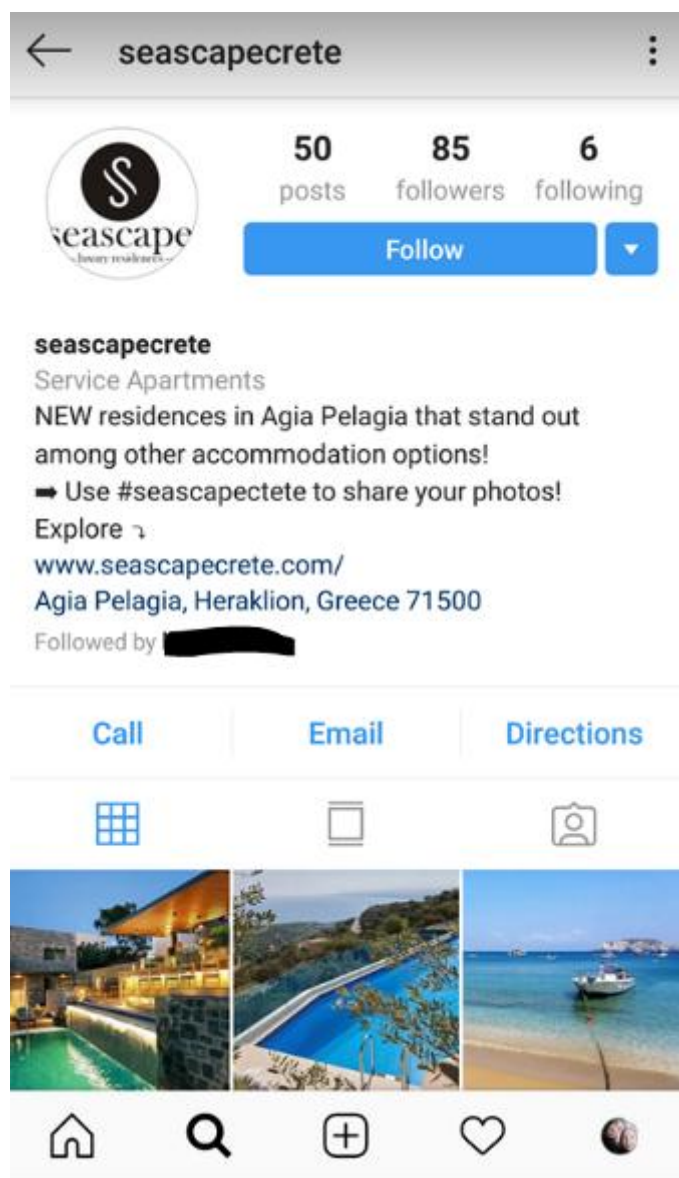 seascapecrete
50 85 6
posts followers following
seascape
luxury residences
Follow
seascapecrete
Service Apartments
NEW residences in Agia Pelagia that stand out
among other accommodation options!
➡ Use #seascapectete to share your photos!
Explore ⤵
www.seascapecrete.com/
Agia Pelagia, Heraklion, Greece 71500
Followed by
Call Email Directions